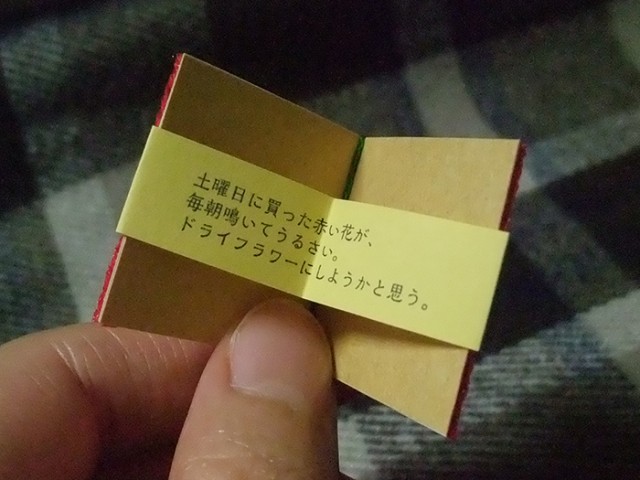 土曜日に買った赤い花が、
毎朝鳴いてうるさい。
ドライフラワーにしようかと思う。